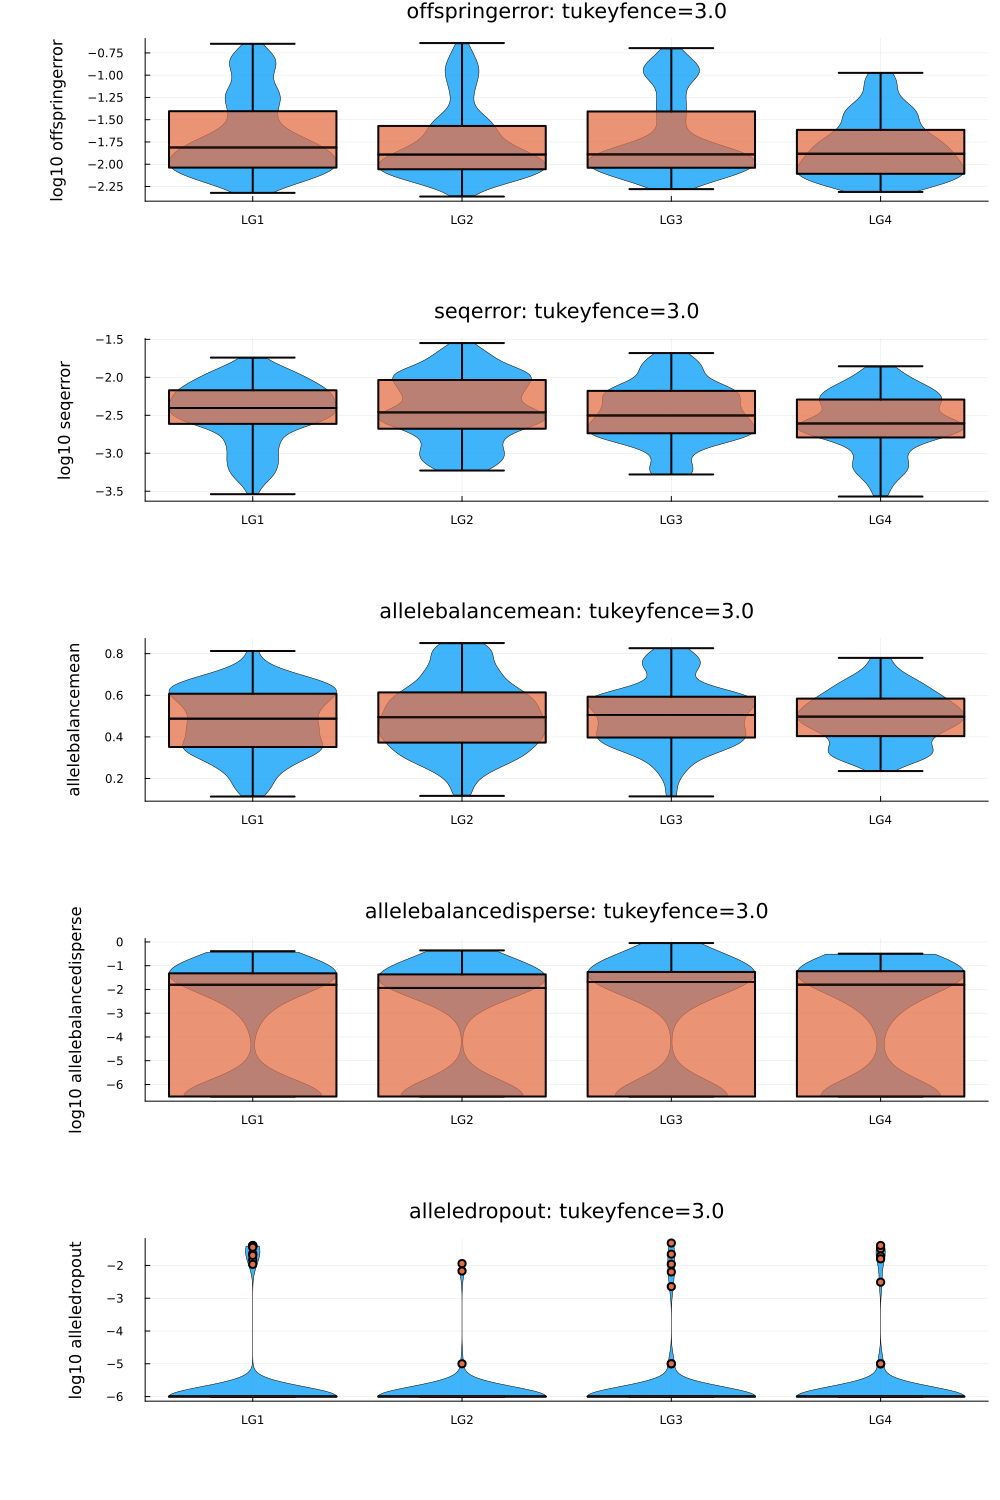 offspringerror: tukeyfence=3.0
log10 offspringerror
−0.75
−1.00
−1.25
−1.50
−1.75
−2.00
−2.25
LG1 LG2 LG3 LG4
seqerror: tukeyfence=3.0
log10 seqerror
−1.5
−2.0
−2.5
−3.0
−3.5
LG1 LG2 LG3 LG4
allelebalancemean: tukeyfence=3.0
allelebalancemean
0.8
0.6
0.4
0.2
LG1 LG2 LG3 LG4
allelebalancedisperse: tukeyfence=3.0
log10 allelebalancedisperse
0
−1
−2
−3
−4
−5
−6
LG1 LG2 LG3 LG4
alleledropout: tukeyfence=3.0
log10 alleledropout
−2
−3
−4
−5
−6
LG1 LG2 LG3 LG4